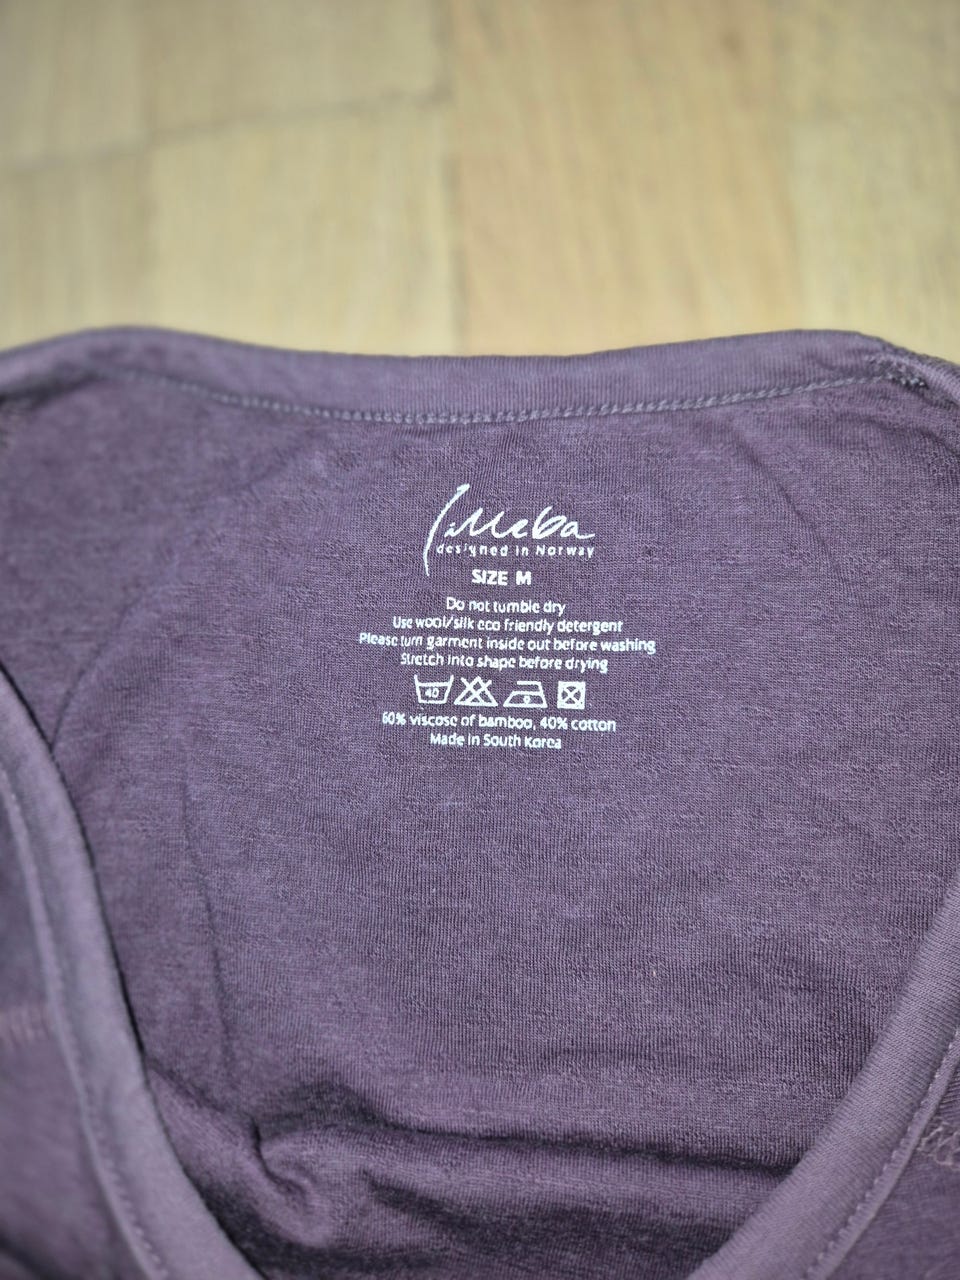 Lilleba
designed in Norway
SIZE M
Do not tumble dry
Use wool/silk eco friendly detergent
Please turn garment inside out before washing
Stretch into shape before drying
40
60% viscose of bamboo, 40% cotton
Made in South Korea